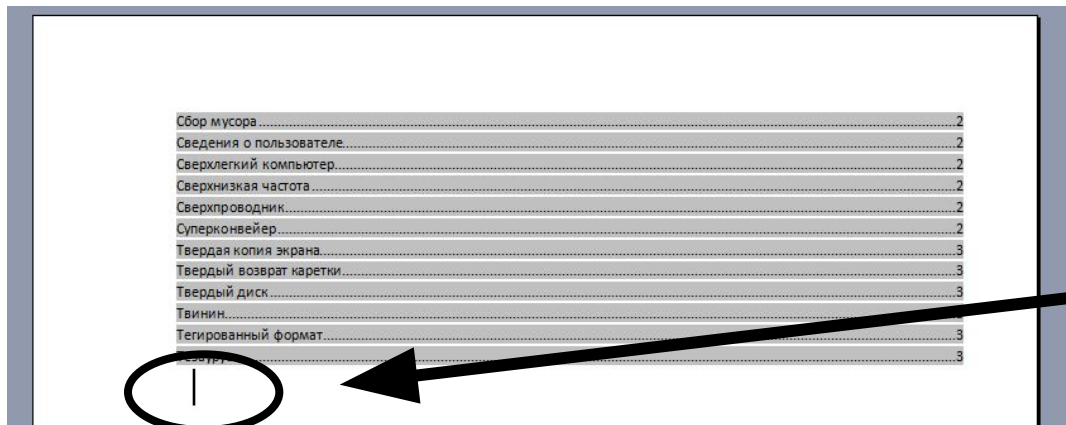 Сбор мусора 2
Сведения о пользователе 2
Сверхлегкий компьютер 2
Сверхнизкая частота 2
Сверхпроводник 2
Суперконвейер 2
Твердая копия экрана 3
Твердый возврат каретки 3
Твердый диск 3
Твинин
Тегированный формат 3
3